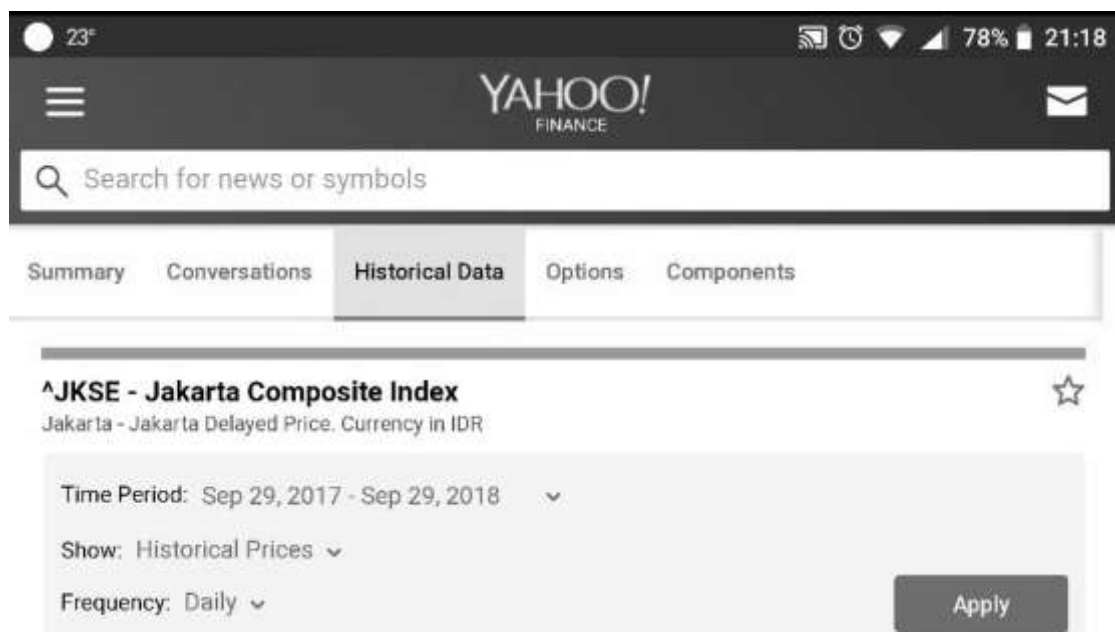 23° 78% 21:18
YAHOO!
FINANCE
Search for news or symbols
Summary Conversations Historical Data Options Components
^JKSE - Jakarta Composite Index
Jakarta - Jakarta Delayed Price. Currency in IDR
Time Period: Sep 29, 2017 - Sep 29, 2018
Show: Historical Prices
Frequency: Daily
Apply